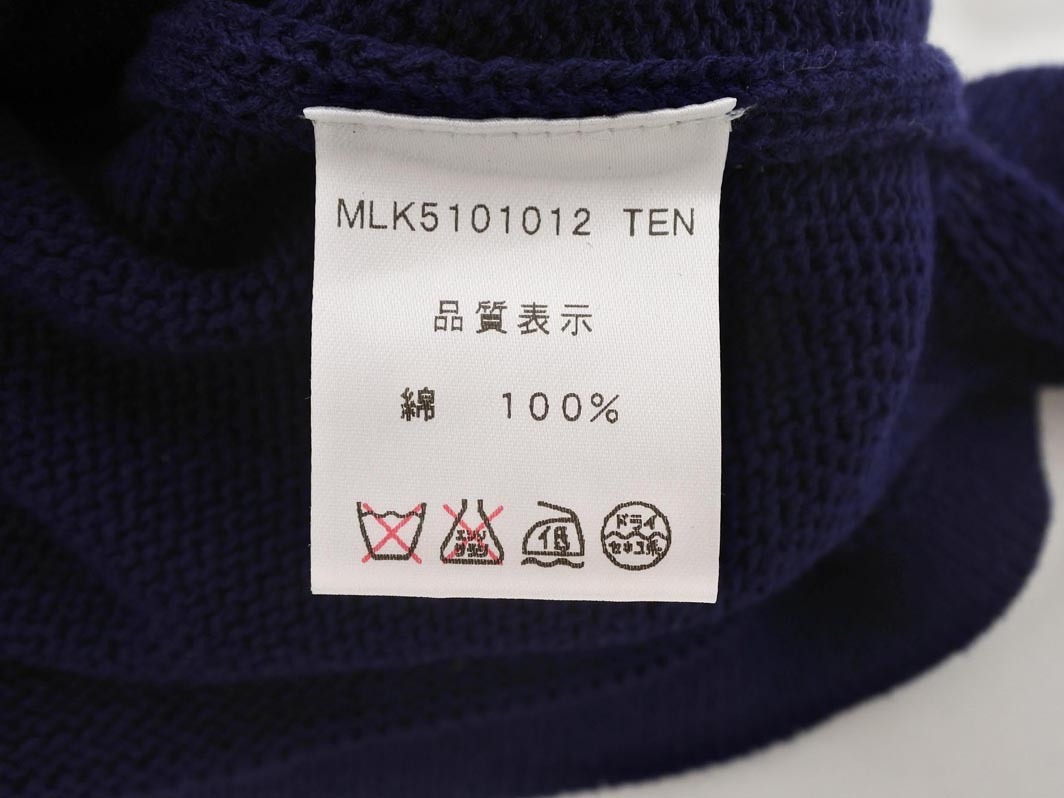 MLK5101012 TEN
品質表示
綿 100%
エンソ サラシ 低 ドライ セキユ系